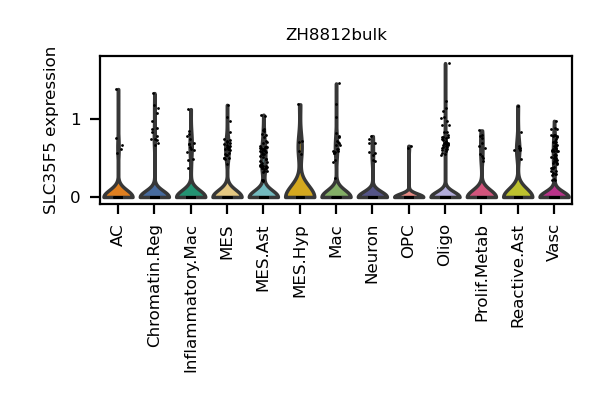 ZH8812bulk
SLC35F5 expression
1
0
AC
Chromatin.Reg
Inflammatory.Mac
MES
MES.Ast
MES.Hyp
Mac
Neuron
OPC
Oligo
Prolif.Metab
Reactive.Ast
Vasc